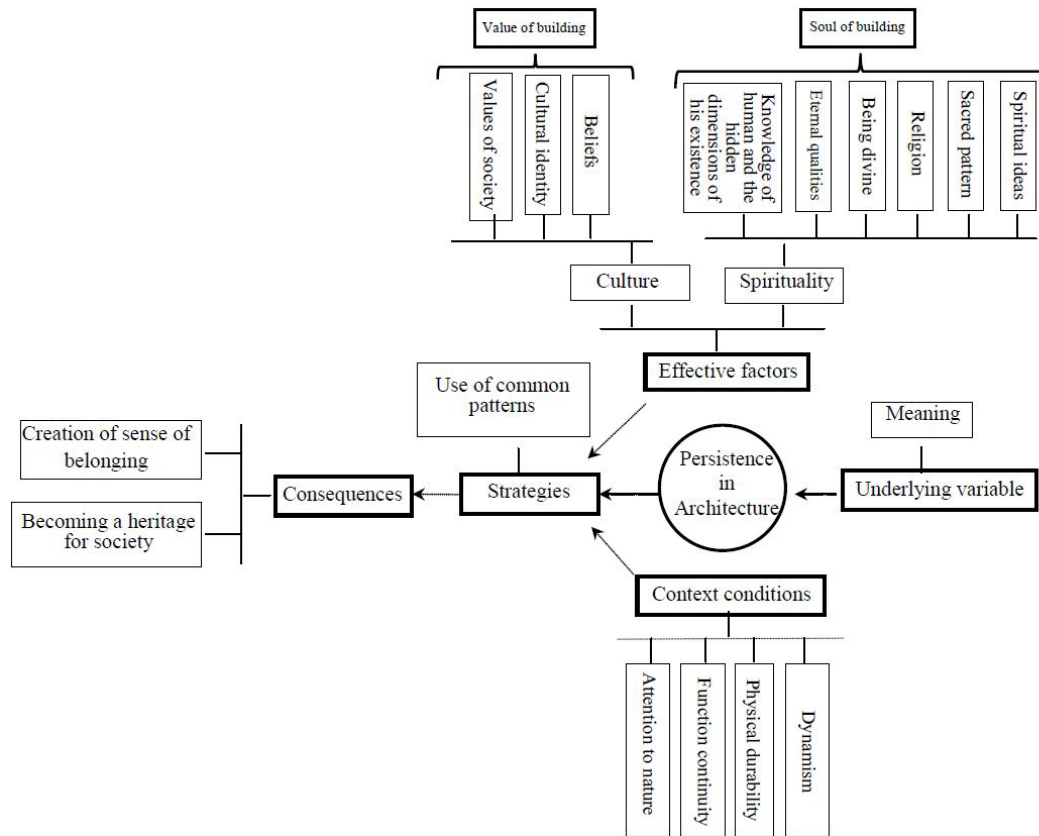 Value of building
Soul of building
Values of society
Cultural identity
Beliefs
Knowledge of
human and the
hidden
dimensions of
his existence
Eternal qualities
Being divine
Religion
Sacred pattern
Spiritual ideas
Culture
Spirituality
Effective factors
Use of common
patterns
Meaning
Creation of sense of
belonging
Becoming a heritage
for society
Consequences
Strategies
Persistence
in
Architecture
Underlying variable
Context conditions
Attention to nature
Function continuity
Physical durability
Dynamism